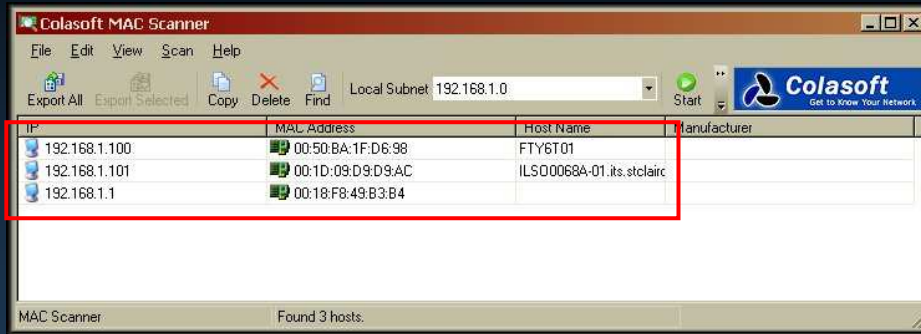 Colasoft MAC Scanner
File Edit View Scan Help
Export All Export Selected Copy Delete Find Local Subnet 192.168.1.0 Start Colasoft
Get to Know Your Network
IP MAC Address Host Name Manufacturer
192.168.1.100 00:50:BA:1F:D6:98 FTY6T01
192.168.1.101 00:1D:09:D9:D9:AC ILS00068A-01.its.stclairc
192.168.1.1 00:18:F8:49:B3:B4
MAC Scanner Found 3 hosts.